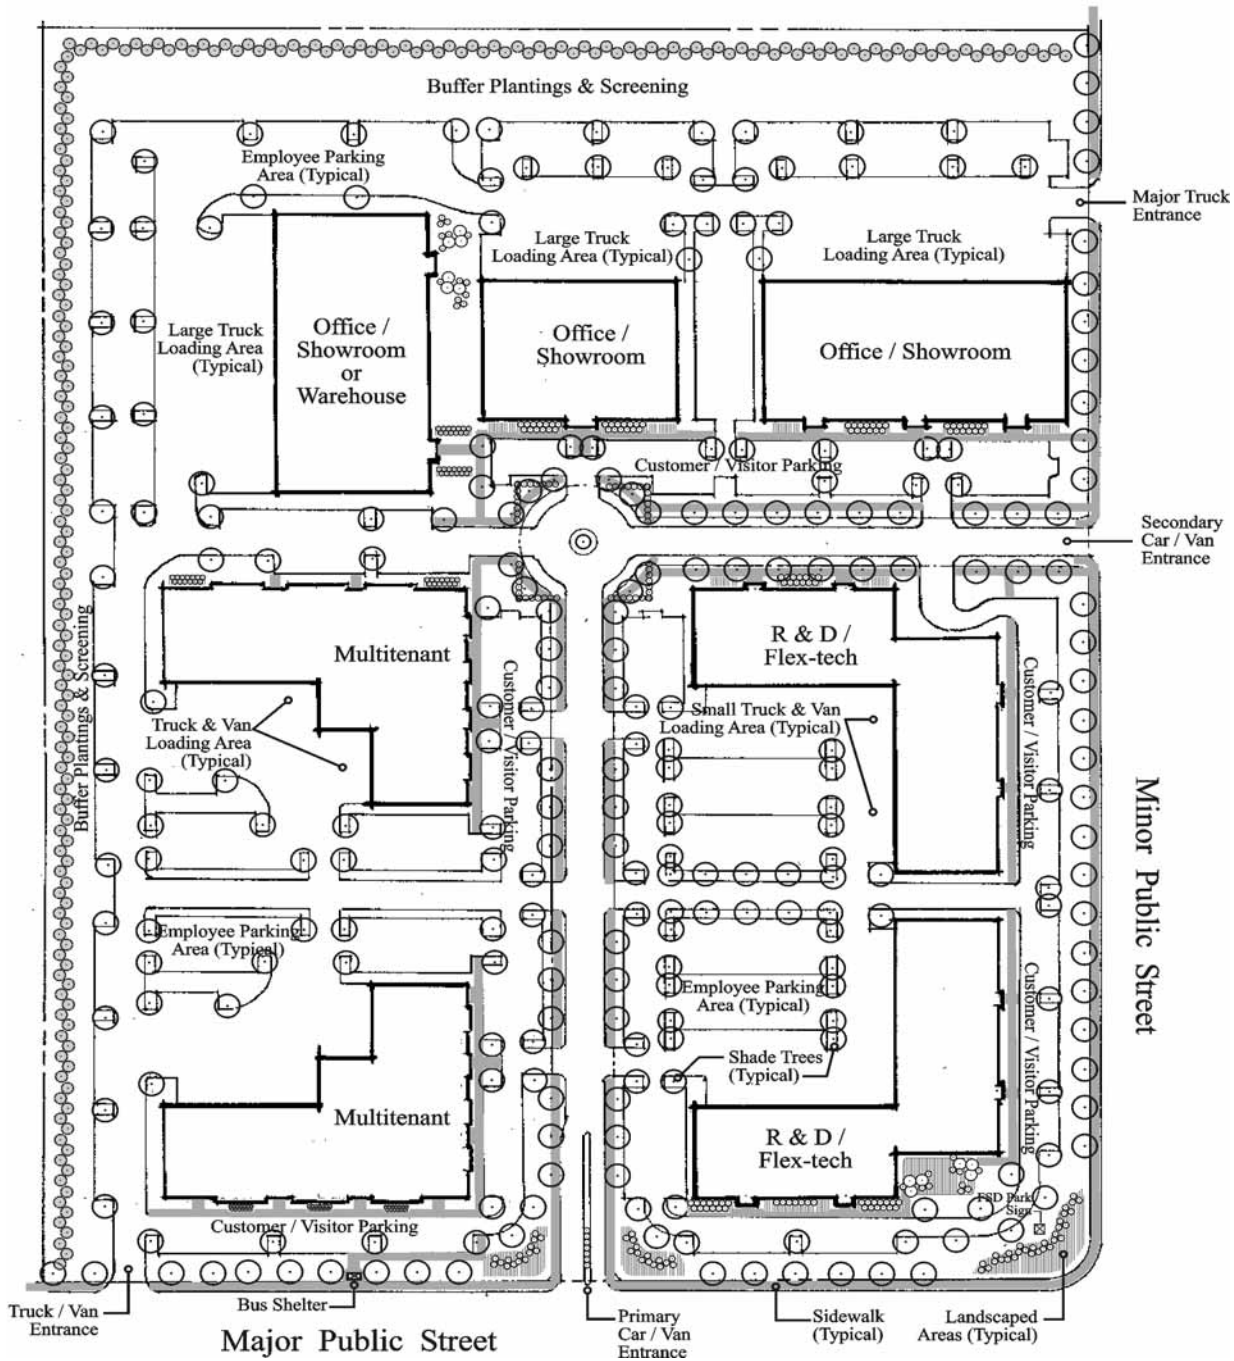 Buffer Plantings & Screening
Employee Parking
Area (Typical)
Major Truck
Entrance
Large Truck
Loading Area (Typical)
Large Truck
Loading Area (Typical)
Large Truck
Loading Area
(Typical)
Office /
Showroom
or
Warehouse
Office /
Showroom
Office / Showroom
Customer / Visitor Parking
Secondary
Car / Van
Entrance
Buffer Plantings & Screening
Multitenant
Customer / Visitor Parking
R & D /
Flex-tech
Customer / Visitor Parking
Truck & Van
Loading Area
(Typical)
Small Truck & Van
Loading Area (Typical)
Minor Public Street
Employee Parking
Area (Typical)
Employee Parking
Area (Typical)
Customer / Visitor Parking
Shade Trees
(Typical)
Multitenant
R & D /
Flex-tech
FSD Park
Sign
Customer / Visitor Parking
Truck / Van
Entrance
Bus Shelter
Major Public Street
Primary
Car / Van
Entrance
Sidewalk
(Typical)
Landscaped
Areas (Typical)